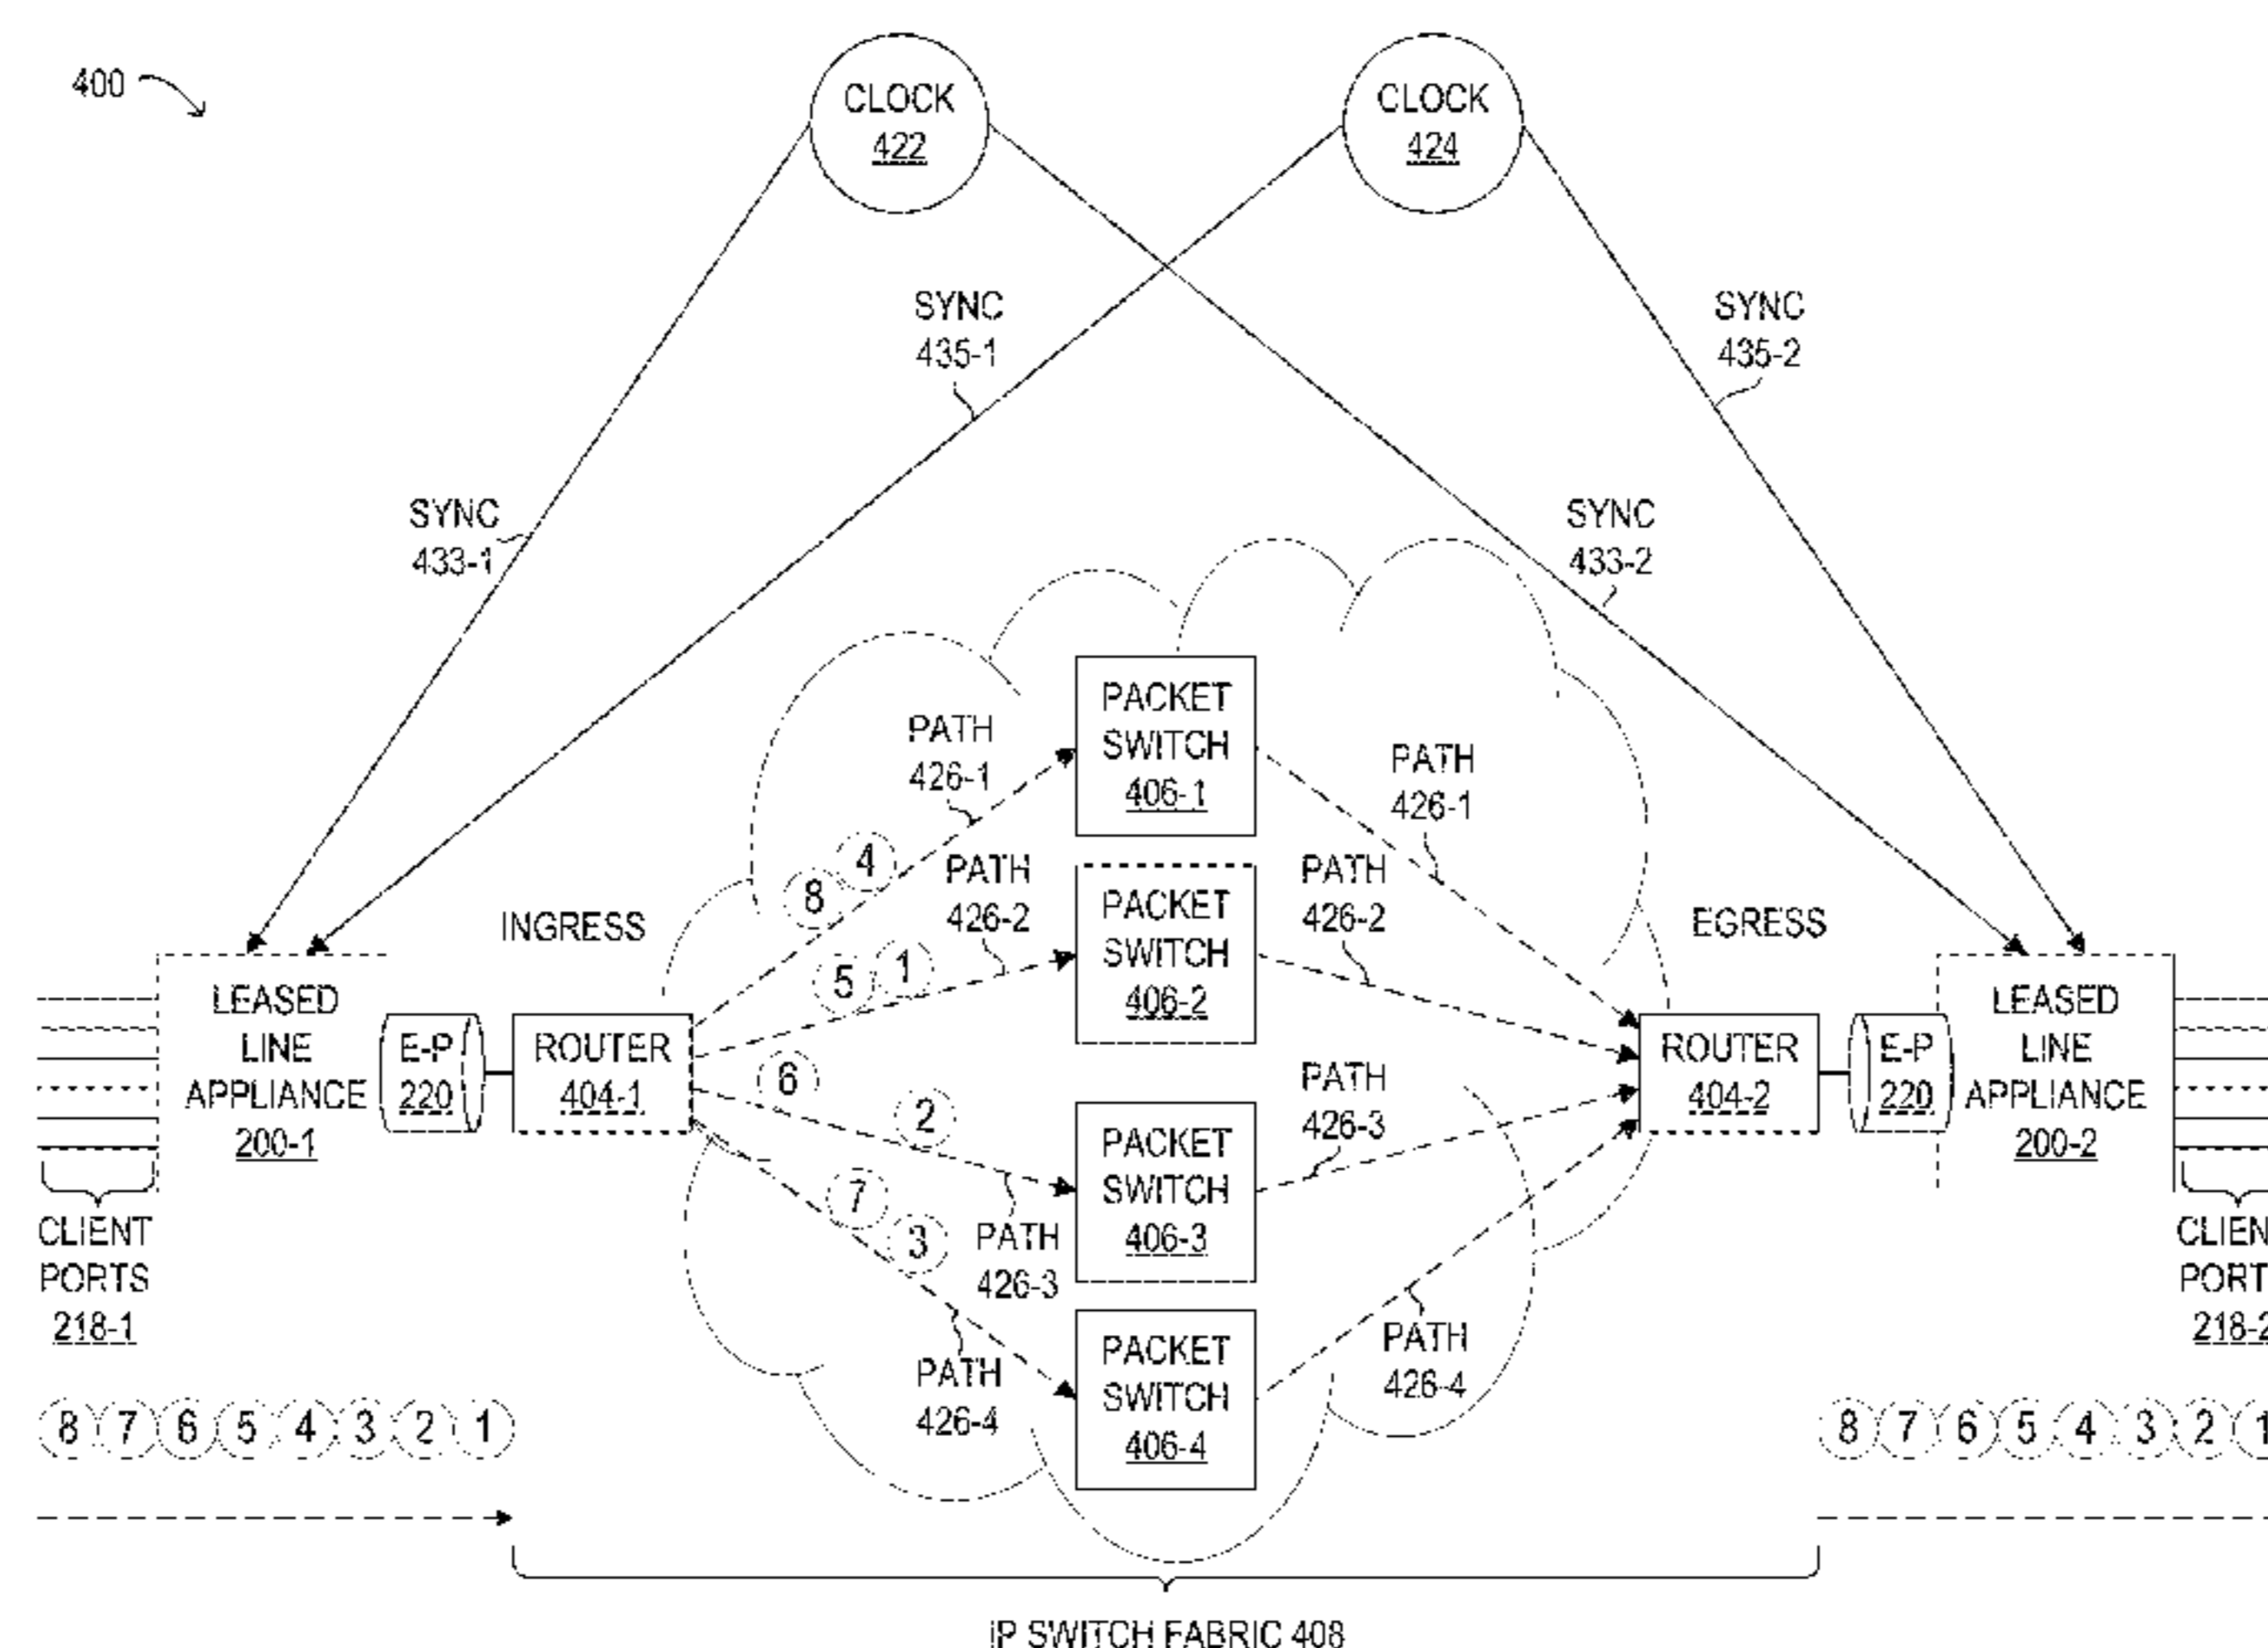 400
CLOCK
422
CLOCK
424
SYNC
435-1
SYNC
435-2
SYNC
433-1
SYNC
433-2
PACKET
SWITCH
406-1
PATH
426-1
PATH
426-1
4
8
PATH
426-2
PACKET
SWITCH
406-2
PATH
426-2
INGRESS
EGRESS
5
1
LEASED
LINE
APPLIANCE
200-1
E-P
220
ROUTER
404-1
6
2
PATH
426-3
PACKET
SWITCH
406-3
PATH
426-3
ROUTER
404-2
E-P
220
LEASED
LINE
APPLIANCE
200-2
7
3
CLIENT
PORTS
218-1
CLIEN
PORT
218-2
PATH
426-4
PACKET
SWITCH
406-4
PATH
426-4
8 7 6 5 4 3 2 1
8 7 6 5 4 3 2 1
IP SWITCH FABRIC 408